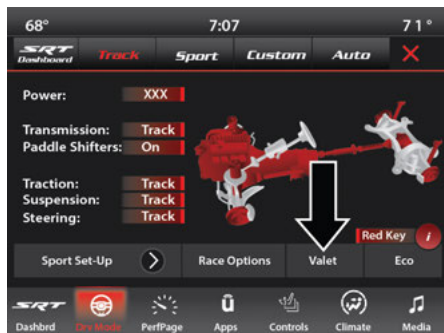 68° 7:07 71°
SRT Dashboard Track Sport Custom Auto X
Power: XXX
Transmission: Track
Paddle Shifters: On
Traction: Track
Suspension: Track
Steering: Track
Red Key i
Sport Set-Up Race Options Valet Eco
SRT
Dashbrd Drv Mode PerfPage Apps Controls Climate Media